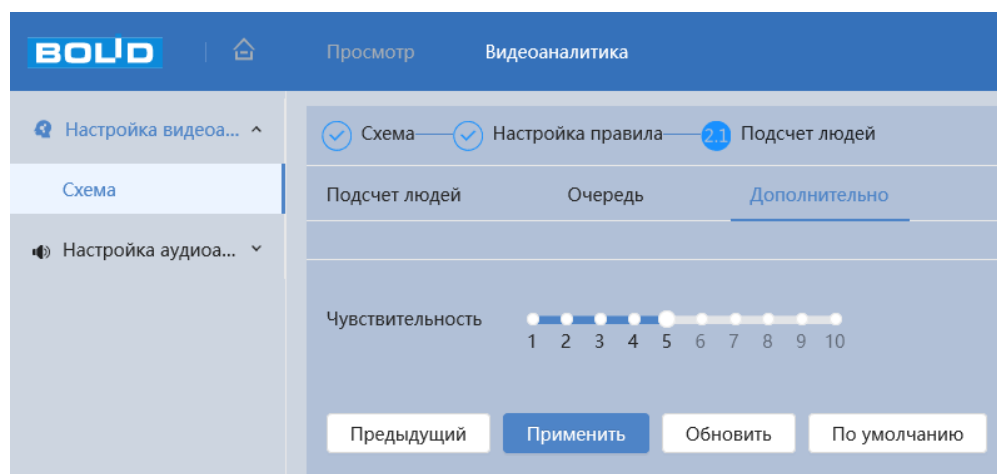 BOLID Просмотр Видеоаналитика
Настройка видеоа...
Схема Настройка правила 2.1 Подсчет людей
Схема
Подсчет людей Очередь Дополнительно
Настройка аудиоа...
Чувствительность
1 2 3 4 5 6 7 8 9 10
Предыдущий Применить Обновить По умолчанию